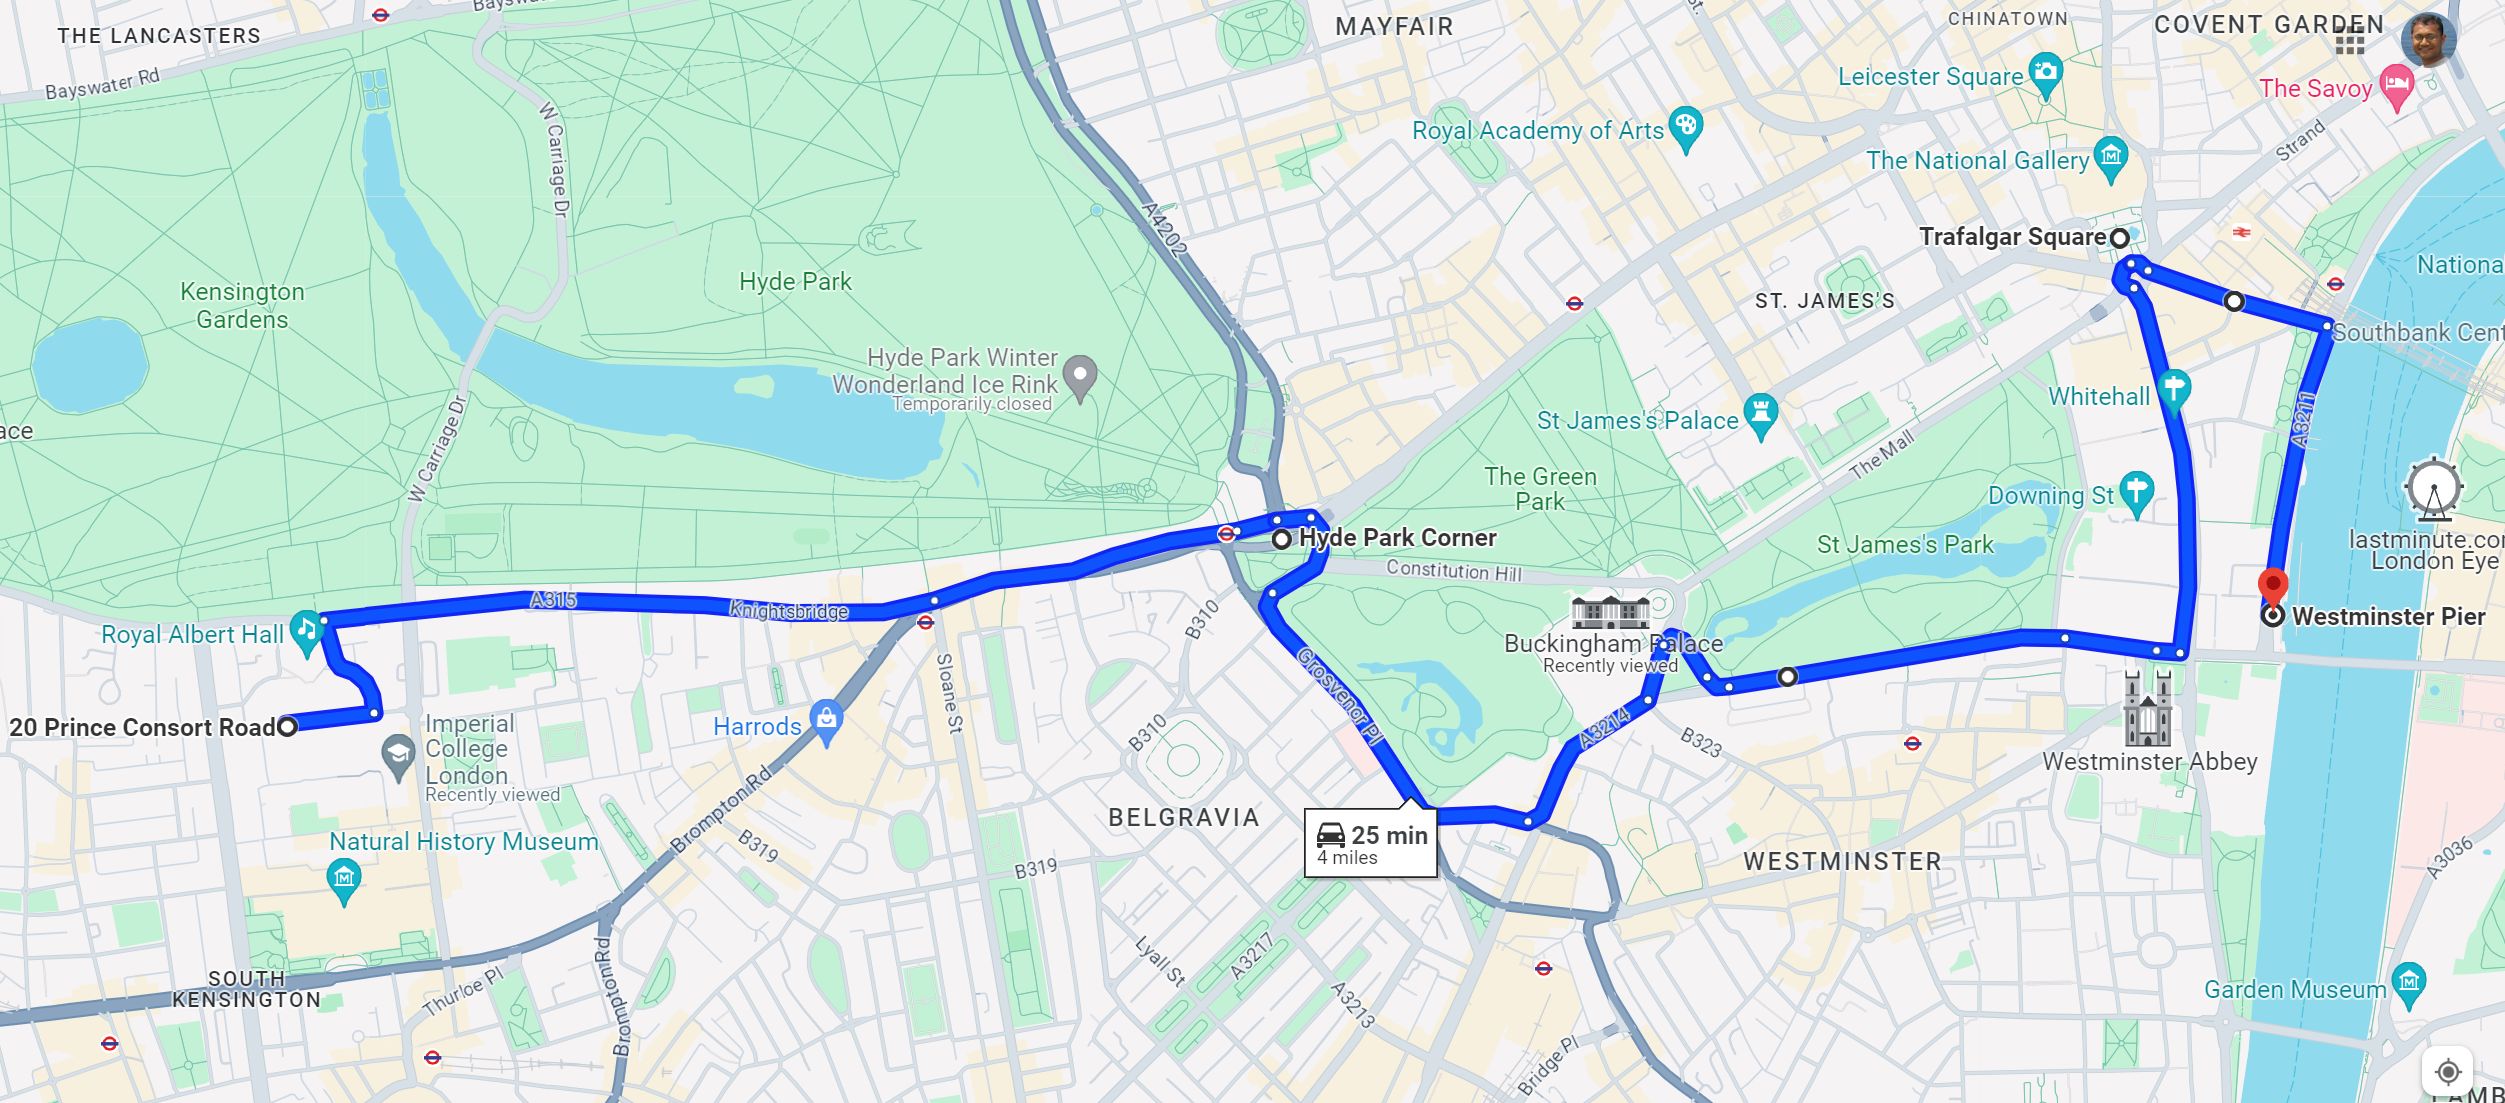 Baysw
THE LANCASTERS
Bayswater Rd
MAYFAIR
St.
CHINATOWN
COVENT GARDEN
Leicester Square
The Savoy
Royal Academy of Arts
The National Gallery
Strand
W Carriage Dr
A4202
Kensington
Gardens
Hyde Park
Trafalgar Square
Nationa
ST. JAMES'S
Southbank Cent
Hyde Park Winter
Wonderland Ice Rink
Temporarily closed
Whitehall
A3211
ace
W Carriage Dr
St James's Palace
The Mall
The Green
Park
Downing St
Hyde Park Corner
St James's Park
lastminute.co
London Eye
Constitution Hill
A315
Knightsbridge
B310
Royal Albert Hall
Buckingham Palace
Recently viewed
Westminster Pier
Sloane St
Grosvenor Pl
20 Prince Consort Road
Imperial
College
London
Recently viewed
Harrods
B310
A3214
B323
Westminster Abbey
Brompton Rd
BELGRAVIA
25 min
4 miles
Natural History Museum
B319
B319
WESTMINSTER
A3036
Lyall St
A3217
A3213
Brompton Rd
SOUTH
KENSINGTON
Thurloe Pl
Garden Museum
Bridge Pl
LAMB